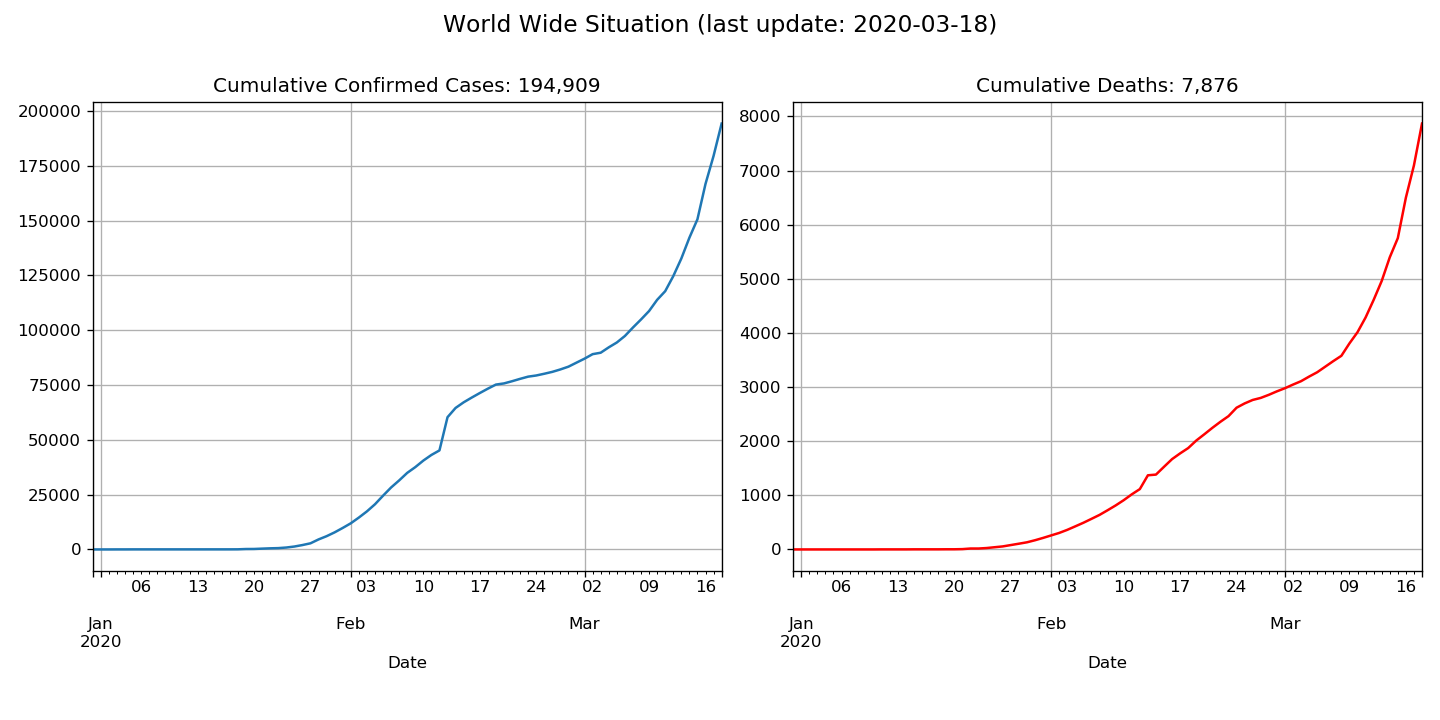 World Wide Situation (last update: 2020-03-18)
Cumulative Confirmed Cases: 194,909
200000
175000
150000
125000
100000
75000
50000
25000
0
06 13 20 27 03 10 17 24 02 09 16
Jan Feb Mar
2020
Date
Cumulative Deaths: 7,876
8000
7000
6000
5000
4000
3000
2000
1000
0
06 13 20 27 03 10 17 24 02 09 16
Jan Feb Mar
2020
Date